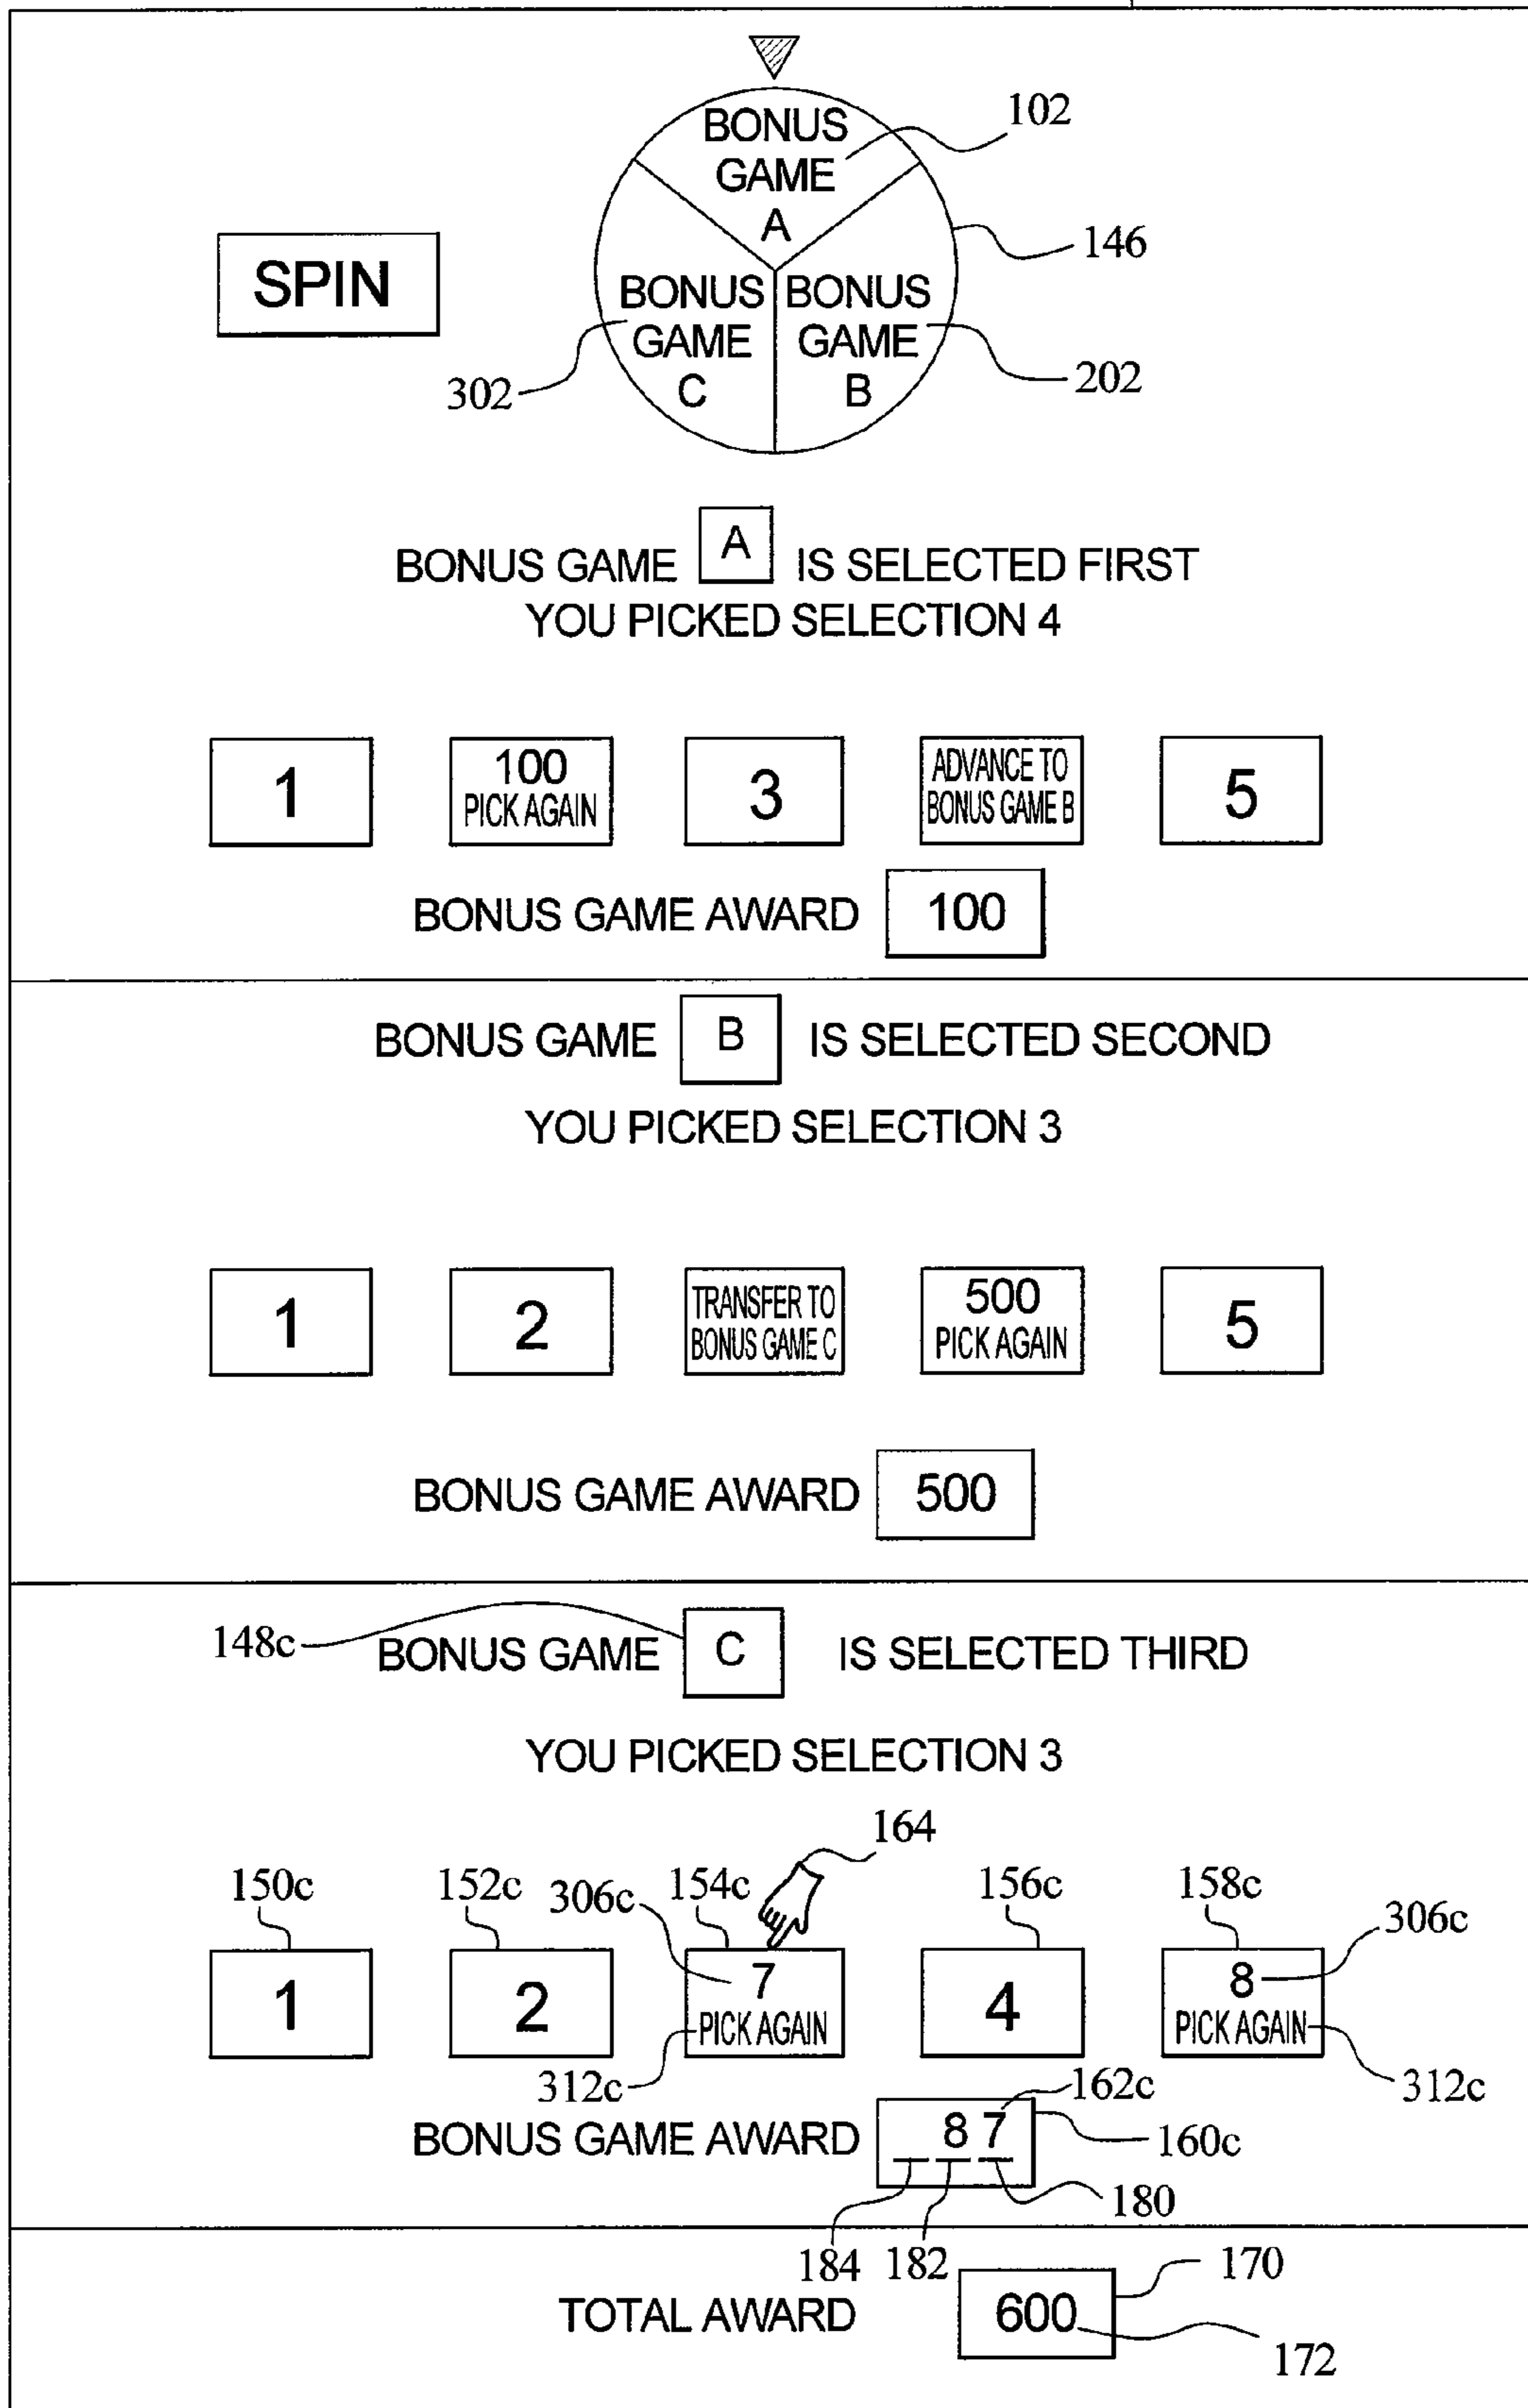 BONUS
GAME
A
102
146
SPIN
BONUS
GAME
C
BONUS
GAME
B
302
202
BONUS GAME A IS SELECTED FIRST
YOU PICKED SELECTION 4
1
100
PICK AGAIN
3
ADVANCE TO
BONUS GAME B
5
BONUS GAME AWARD 100
BONUS GAME B IS SELECTED SECOND
YOU PICKED SELECTION 3
1
2
TRANSFER TO
BONUS GAME C
500
PICK AGAIN
5
BONUS GAME AWARD 500
148c BONUS GAME C IS SELECTED THIRD
YOU PICKED SELECTION 3
164
150c 152c 306c 154c 156c 158c 306c
1
2
7
PICK AGAIN
4
8
PICK AGAIN
312c 162c 312c
BONUS GAME AWARD 8 7 160c
180
184 182 170
TOTAL AWARD 600
172